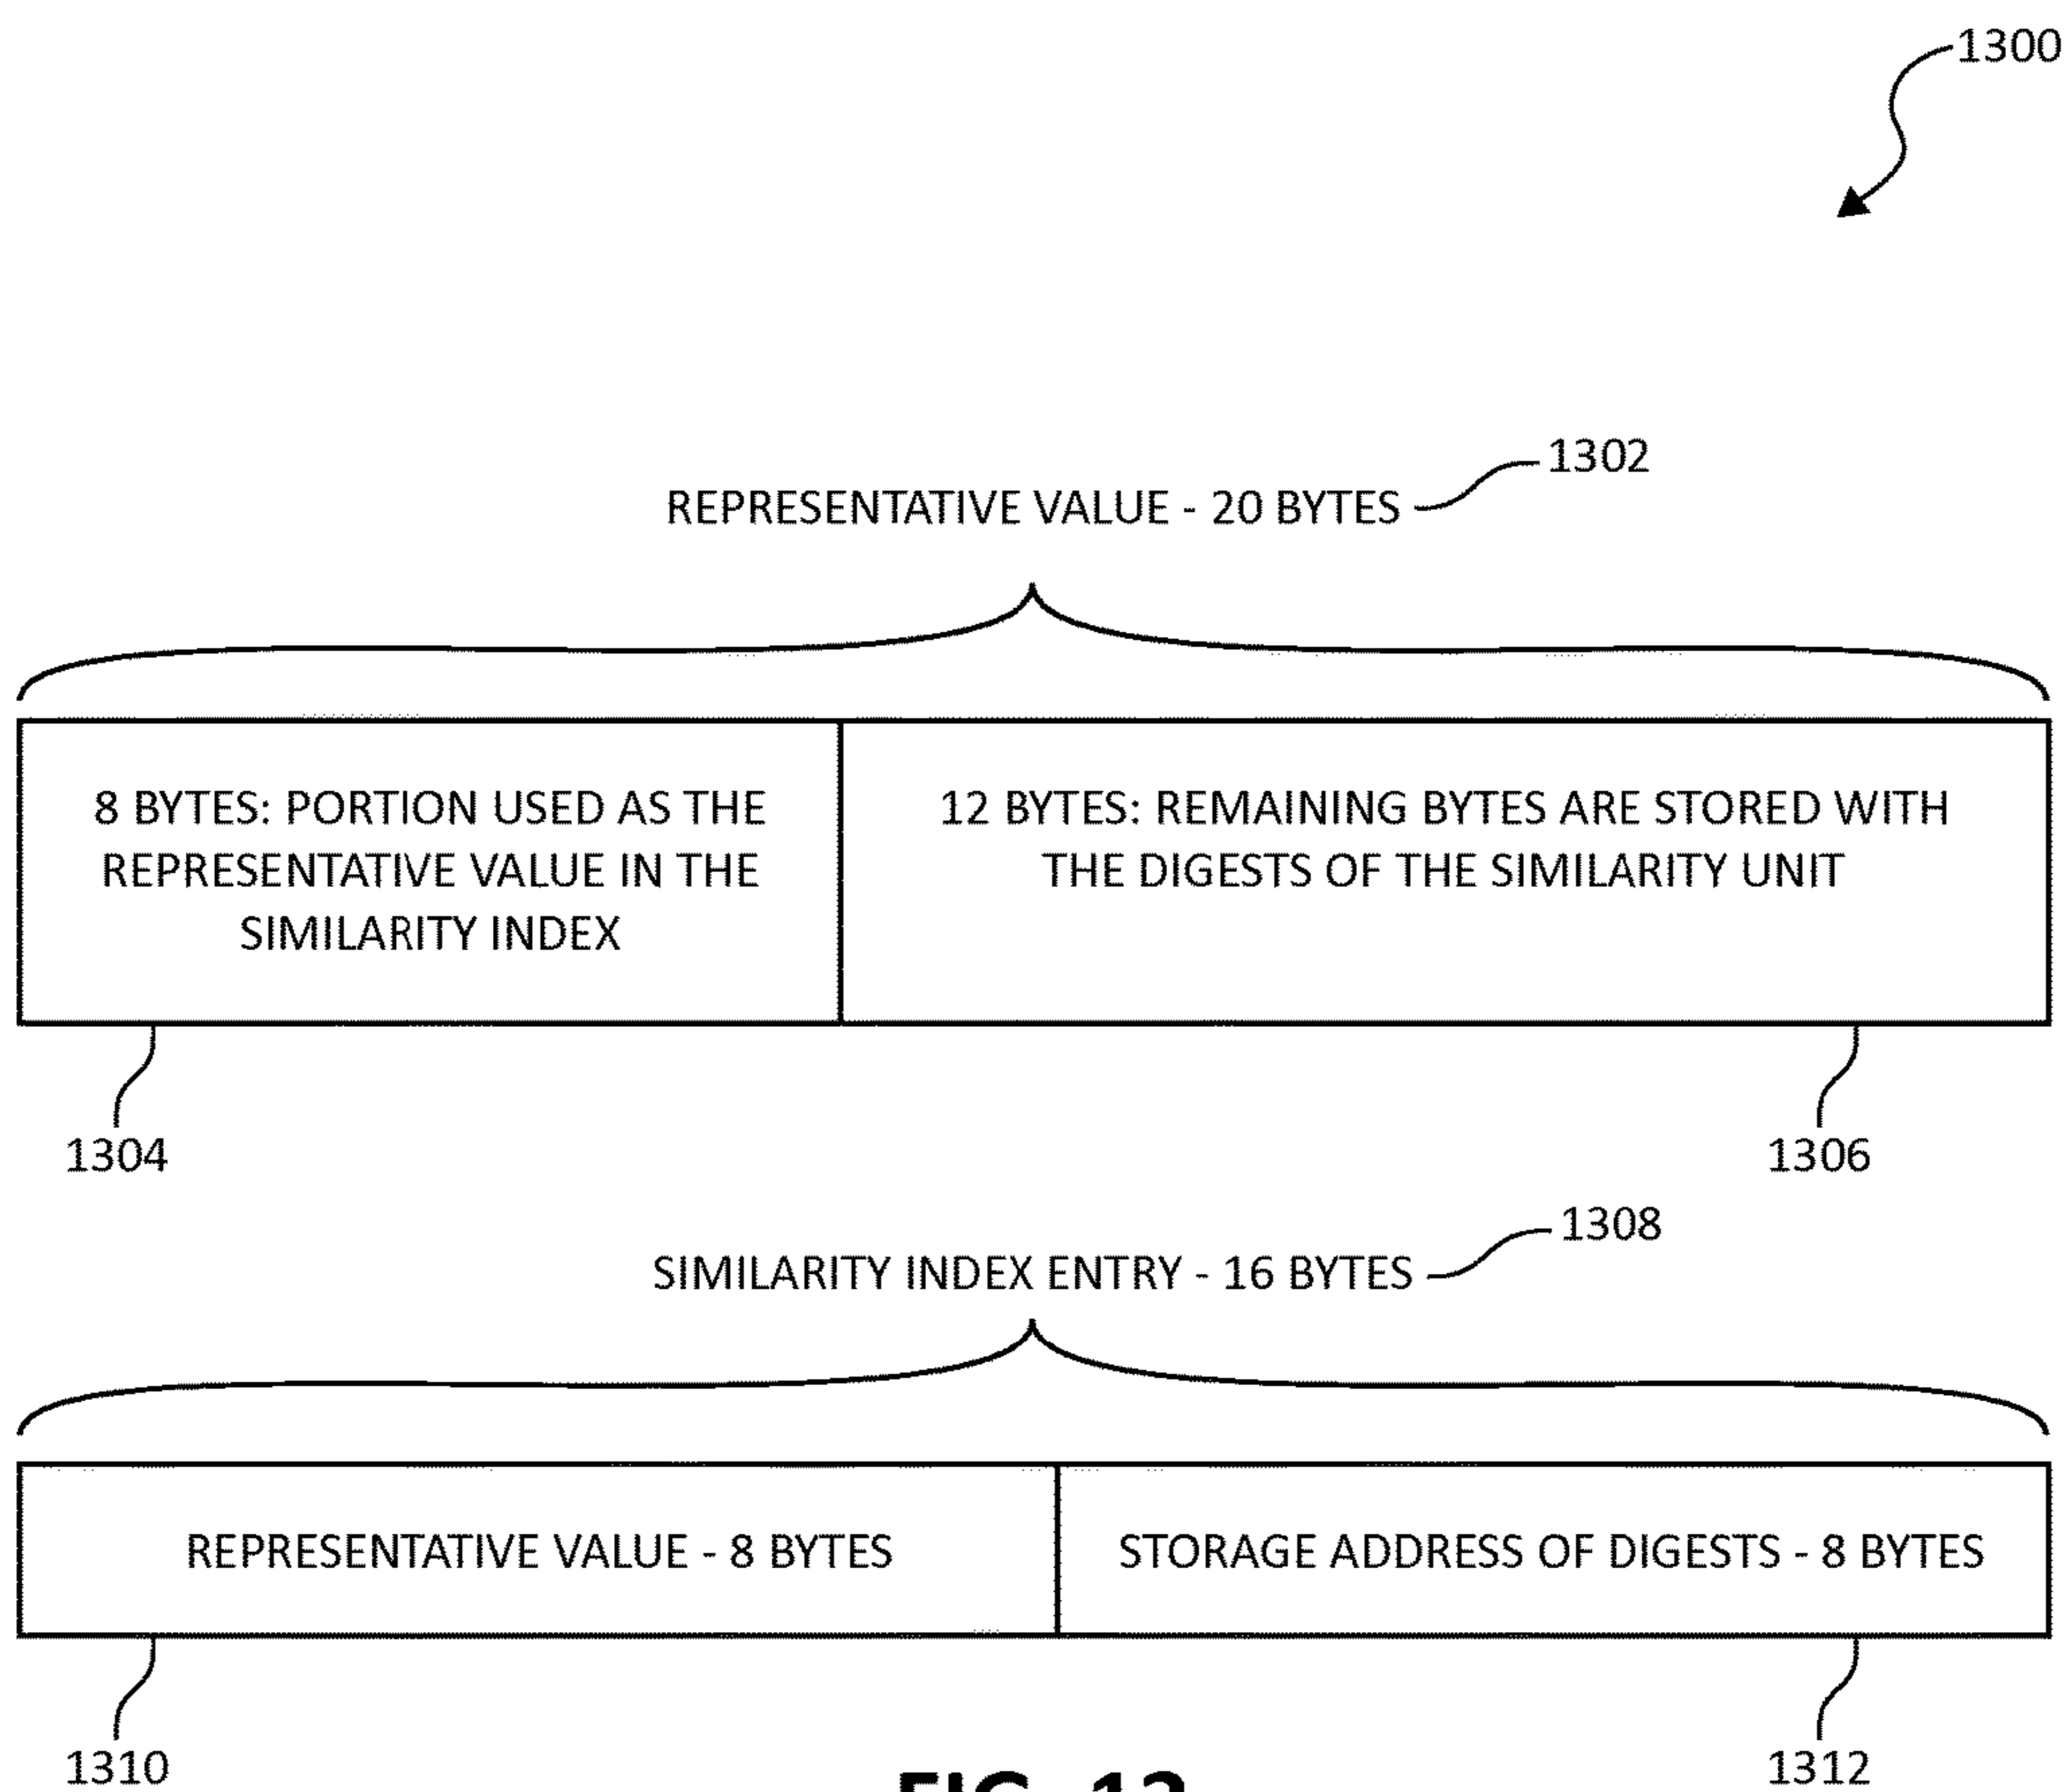 1300
1302
REPRESENTATIVE VALUE - 20 BYTES
8 BYTES: PORTION USED AS THE
REPRESENTATIVE VALUE IN THE
SIMILARITY INDEX
12 BYTES: REMAINING BYTES ARE STORED WITH
THE DIGESTS OF THE SIMILARITY UNIT
1304
1306
1308
SIMILARITY INDEX ENTRY - 16 BYTES
REPRESENTATIVE VALUE - 8 BYTES
STORAGE ADDRESS OF DIGESTS - 8 BYTES
1310
1312
FIG.